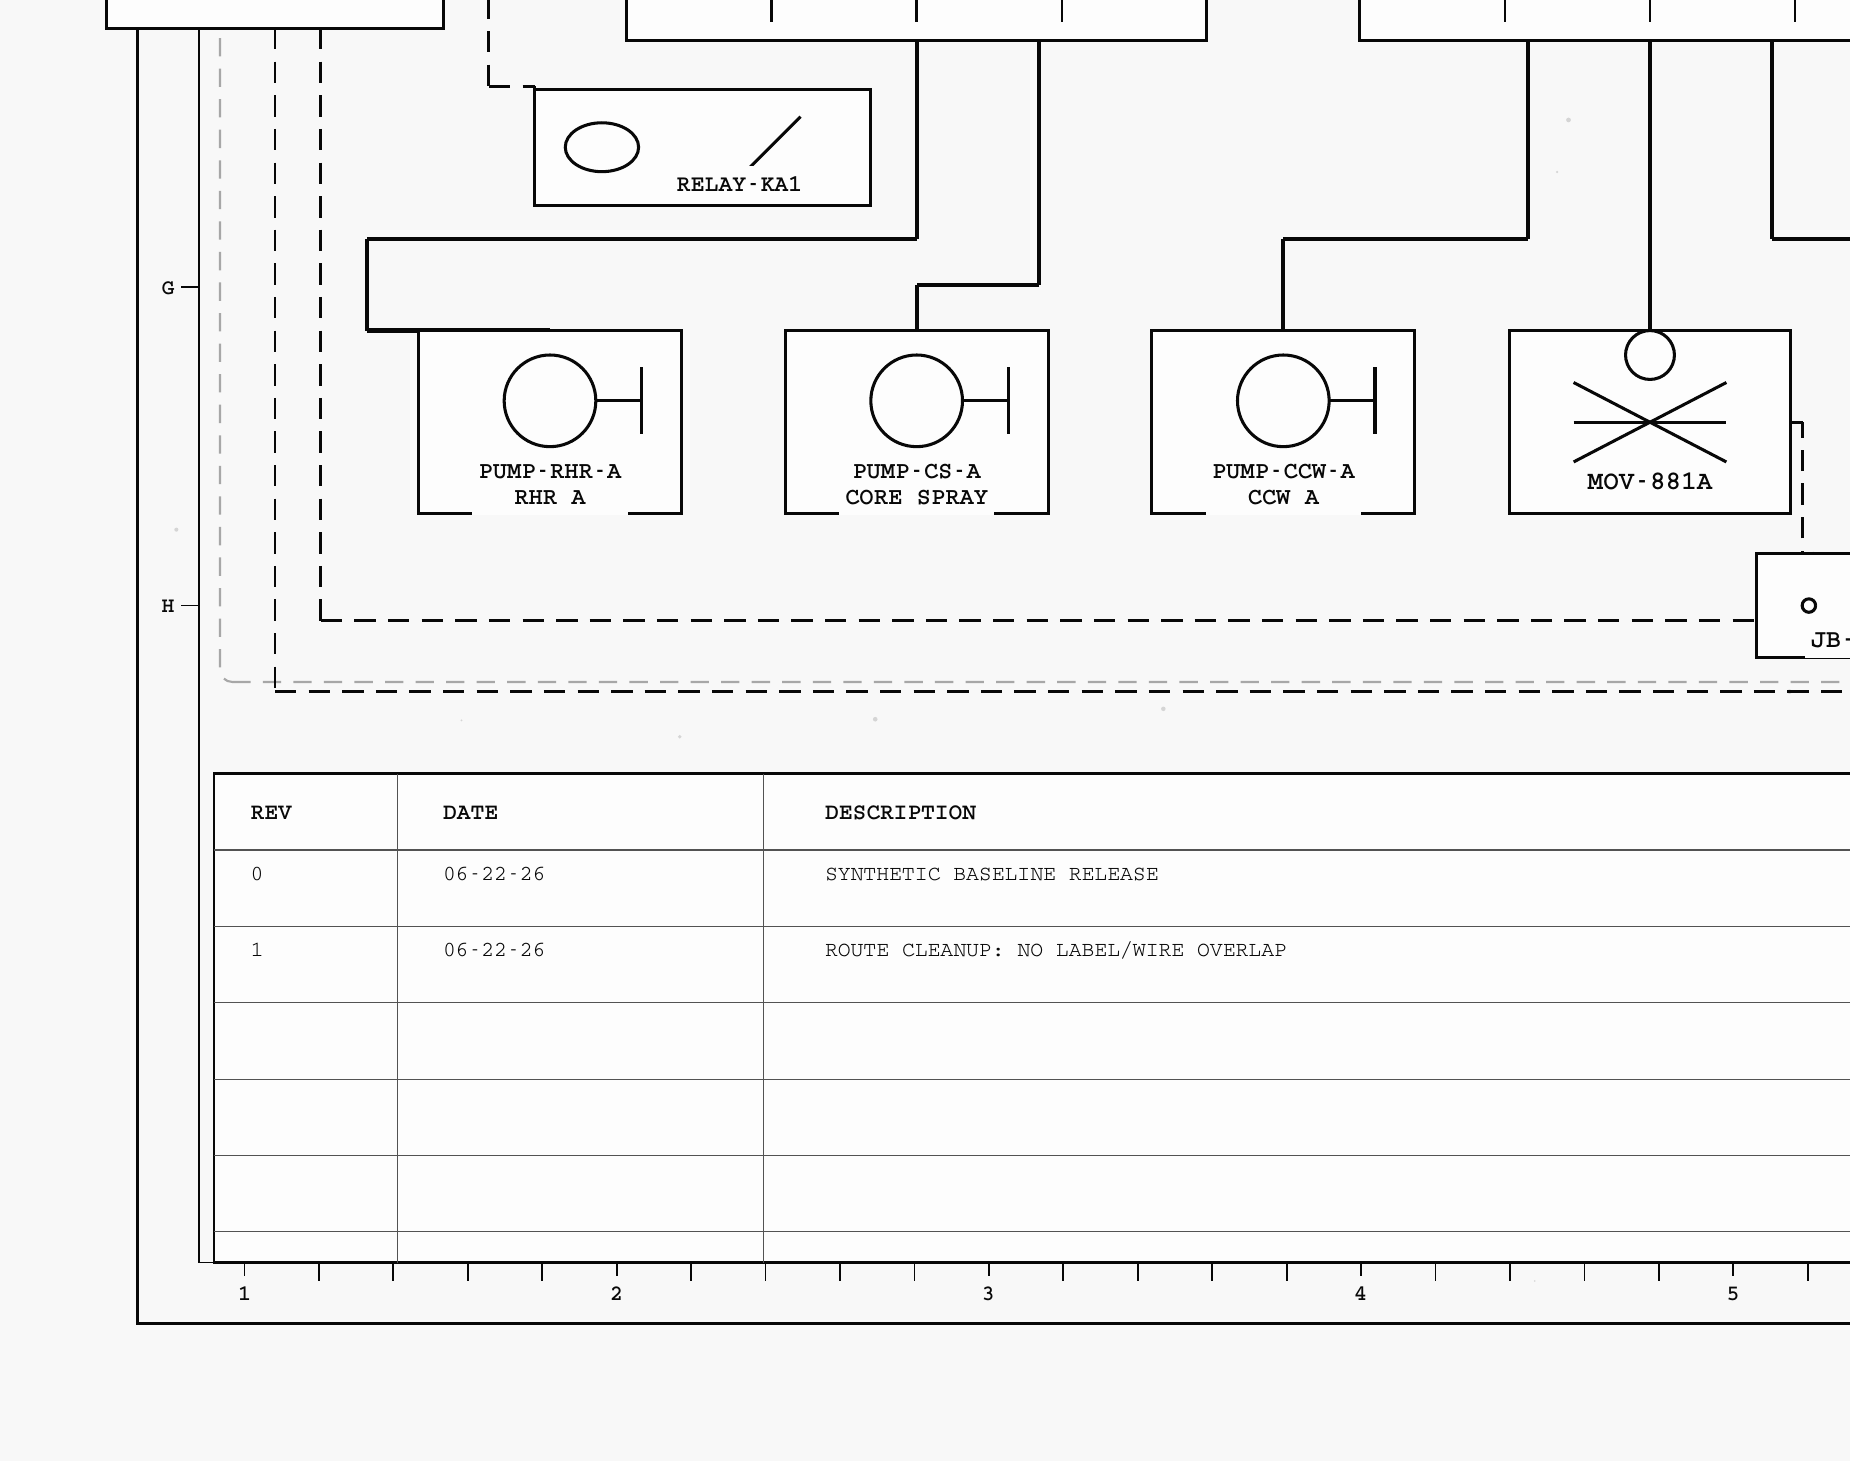 RELAY-KA1
G
PUMP-RHR-A
RHR A
PUMP-CS-A
CORE SPRAY
PUMP-CCW-A
CCW A
MOV-881A
H
JB-
REV DATE DESCRIPTION
0 06-22-26 SYNTHETIC BASELINE RELEASE
1 06-22-26 ROUTE CLEANUP: NO LABEL/WIRE OVERLAP
1 2 3 4 5